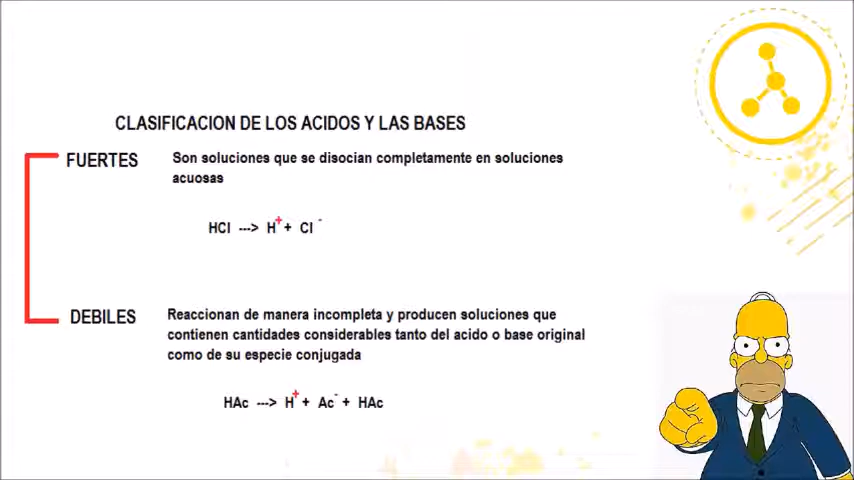 CLASIFICACION DE LOS ACIDOS Y LAS BASES
FUERTES
Son soluciones que se disocian completamente en soluciones
acuosas
HCl ---> H⁺ + Cl⁻
DEBILES
Reaccionan de manera incompleta y producen soluciones que
contienen cantidades considerables tanto del acido o base original
como de su especie conjugada
HAc ---> H⁺ + Ac⁻ + HAc